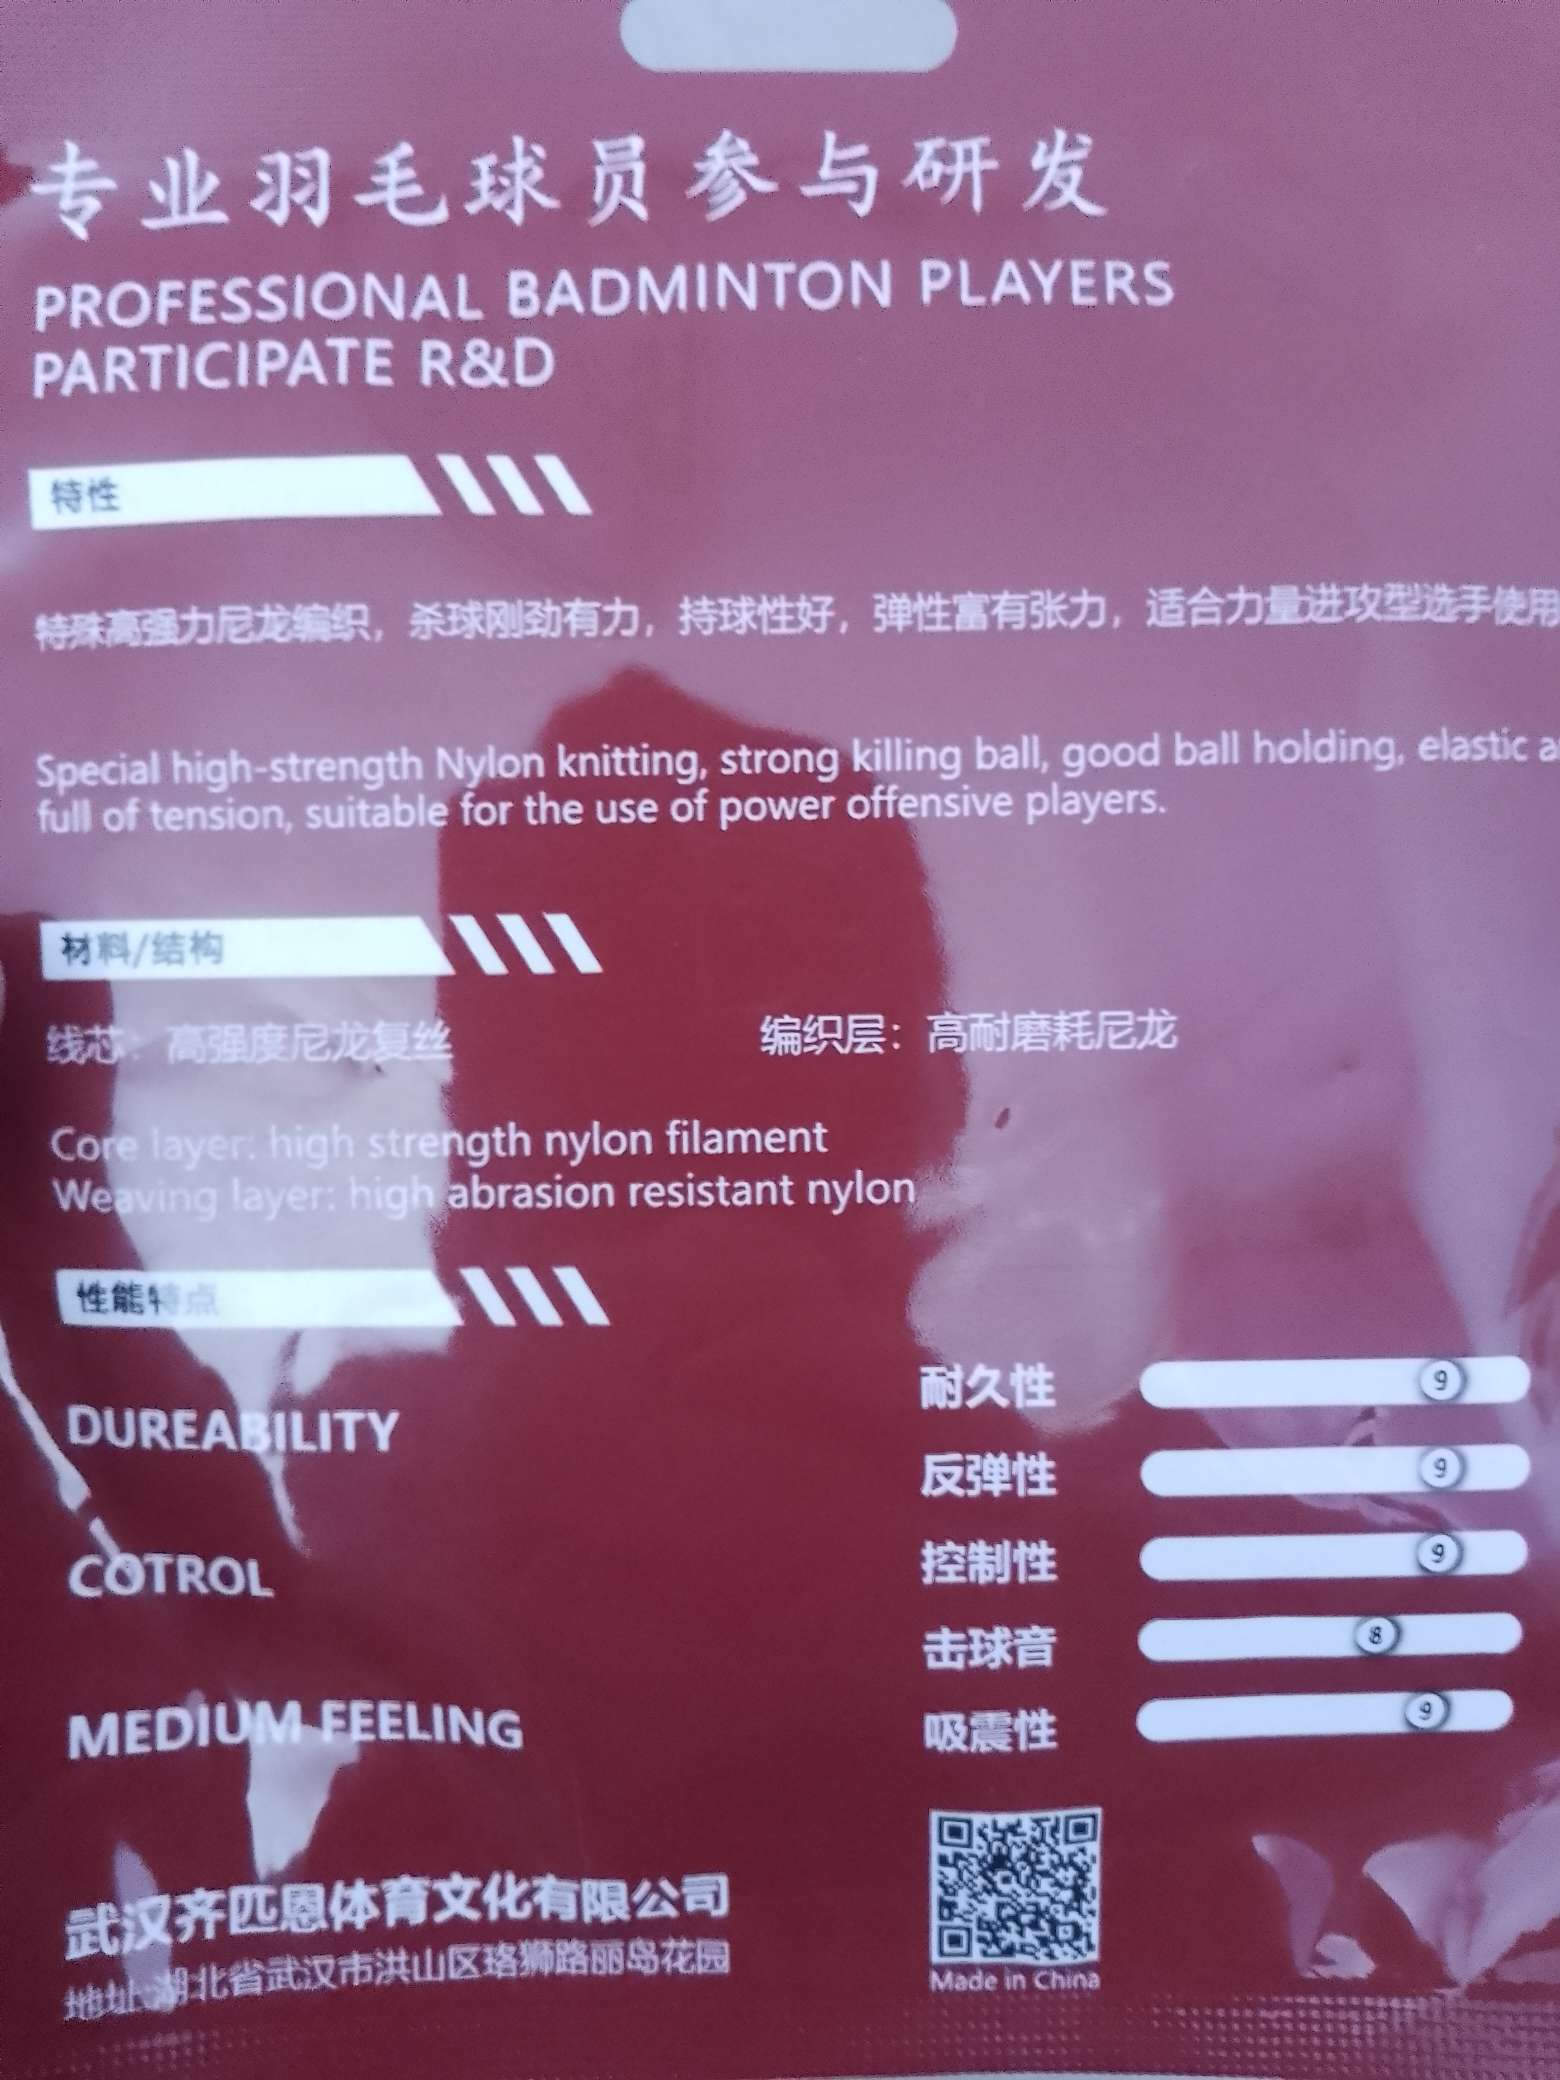 专业羽毛球员参与研发
PROFESSIONAL BADMINTON PLAYERS
PARTICIPATE R&D
特性
特殊高强力尼龙编织，杀球刚劲有力，持球性好，弹性富有张力，适合力量进攻型选手使用
Special high-strength Nylon knitting, strong killing ball, good ball holding, elastic a
full of tension, suitable for the use of power offensive players.
材料/结构
线芯：高强度尼龙复丝 编织层：高耐磨耗尼龙
Core layer: high strength nylon filament
Weaving layer: high abrasion resistant nylon
性能特点
DUREABILITY
COTROL
MEDIUM FEELING
耐久性 9
反弹性 9
控制性 9
击球音 8
吸震性 9
武汉齐匹恩体育文化有限公司
地址:湖北省武汉市洪山区珞狮路丽岛花园
Made in China